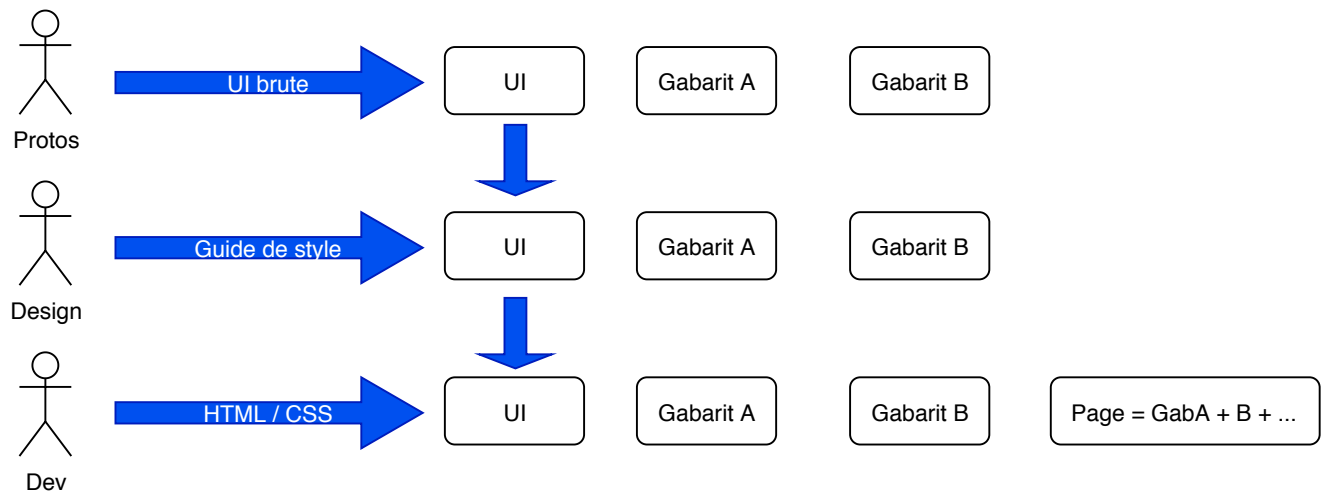 UI brute
UI
Gabarit A
Gabarit B
Protos
Guide de style
UI
Gabarit A
Gabarit B
Design
HTML / CSS
UI
Gabarit A
Gabarit B
Page = GabA + B + ...
Dev